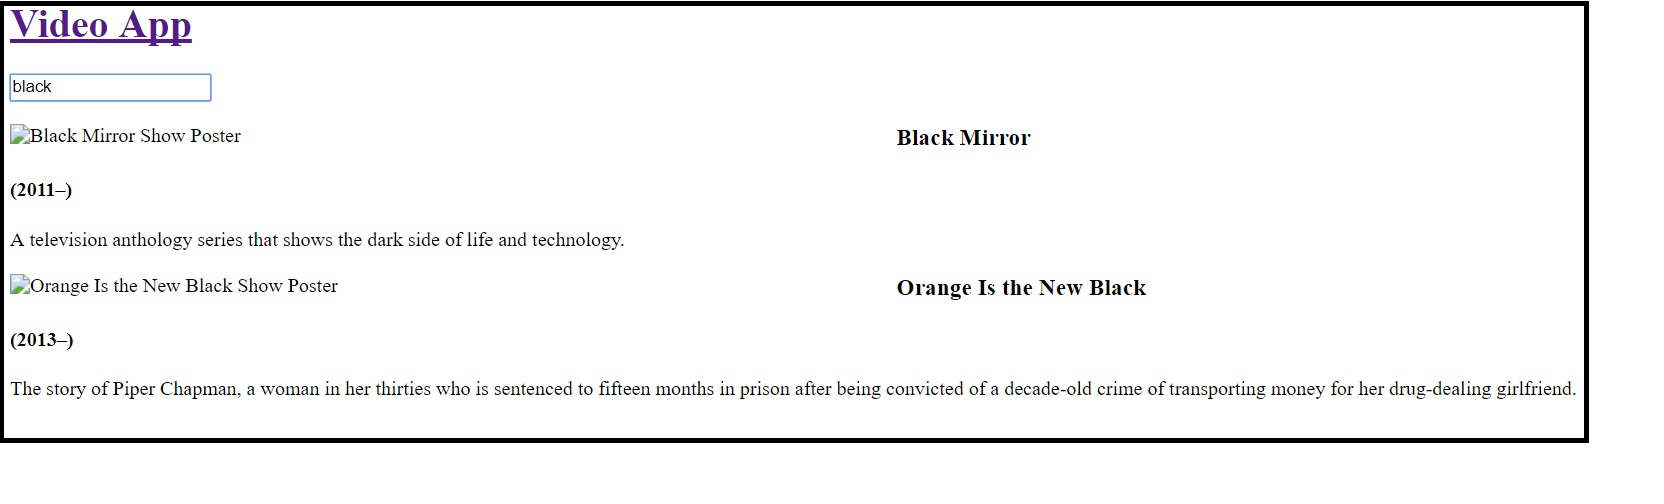 Video App
black
Black Mirror Show Poster
Black Mirror
(2011–)
A television anthology series that shows the dark side of life and technology.
Orange Is the New Black Show Poster
Orange Is the New Black
(2013–)
The story of Piper Chapman, a woman in her thirties who is sentenced to fifteen months in prison after being convicted of a decade-old crime of transporting money for her drug-dealing girlfriend.